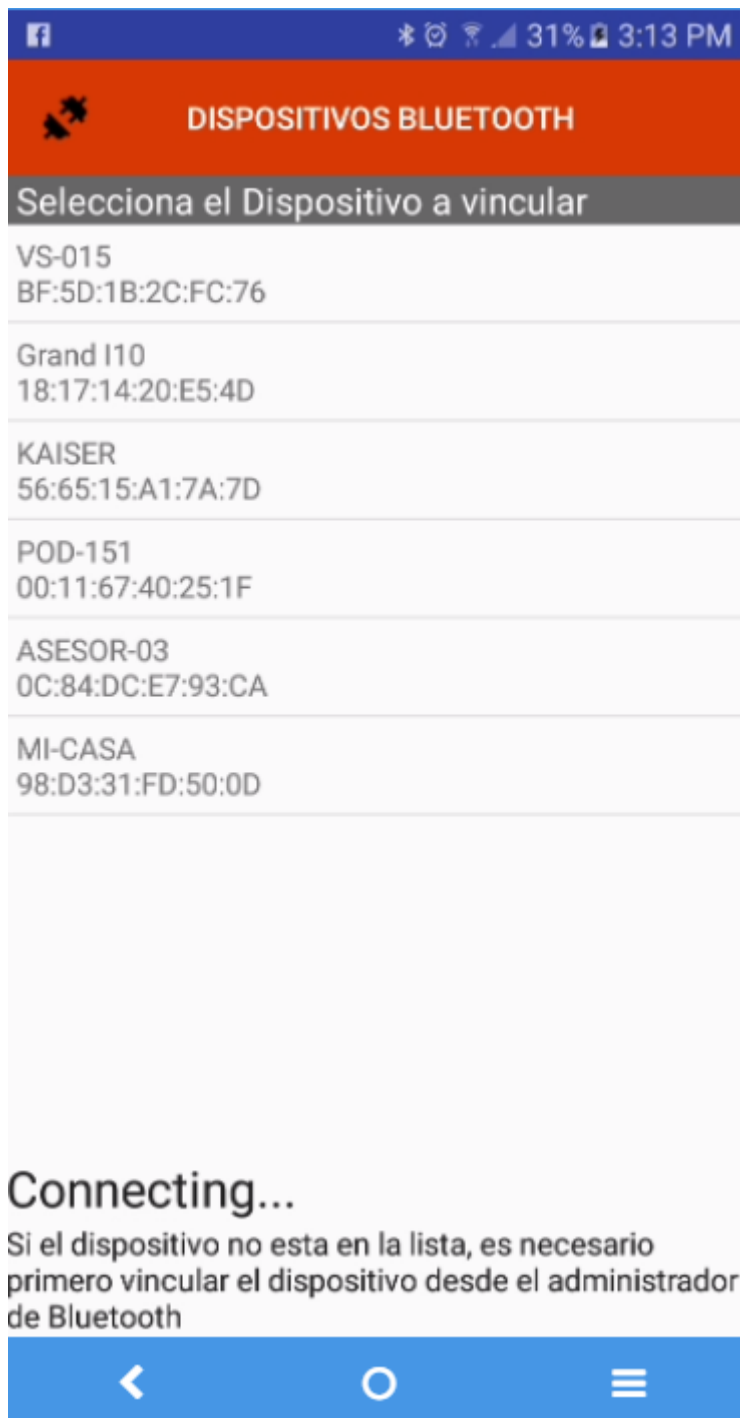 31% 3:13 PM
DISPOSITIVOS BLUETOOTH
Selecciona el Dispositivo a vincular
VS-015
BF:5D:1B:2C:FC:76
Grand I10
18:17:14:20:E5:4D
KAISER
56:65:15:A1:7A:7D
POD-151
00:11:67:40:25:1F
ASESOR-03
0C:84:DC:E7:93:CA
MI-CASA
98:D3:31:FD:50:0D
Connecting...
Si el dispositivo no esta en la lista, es necesario
primero vincular el dispositivo desde el administrador
de Bluetooth